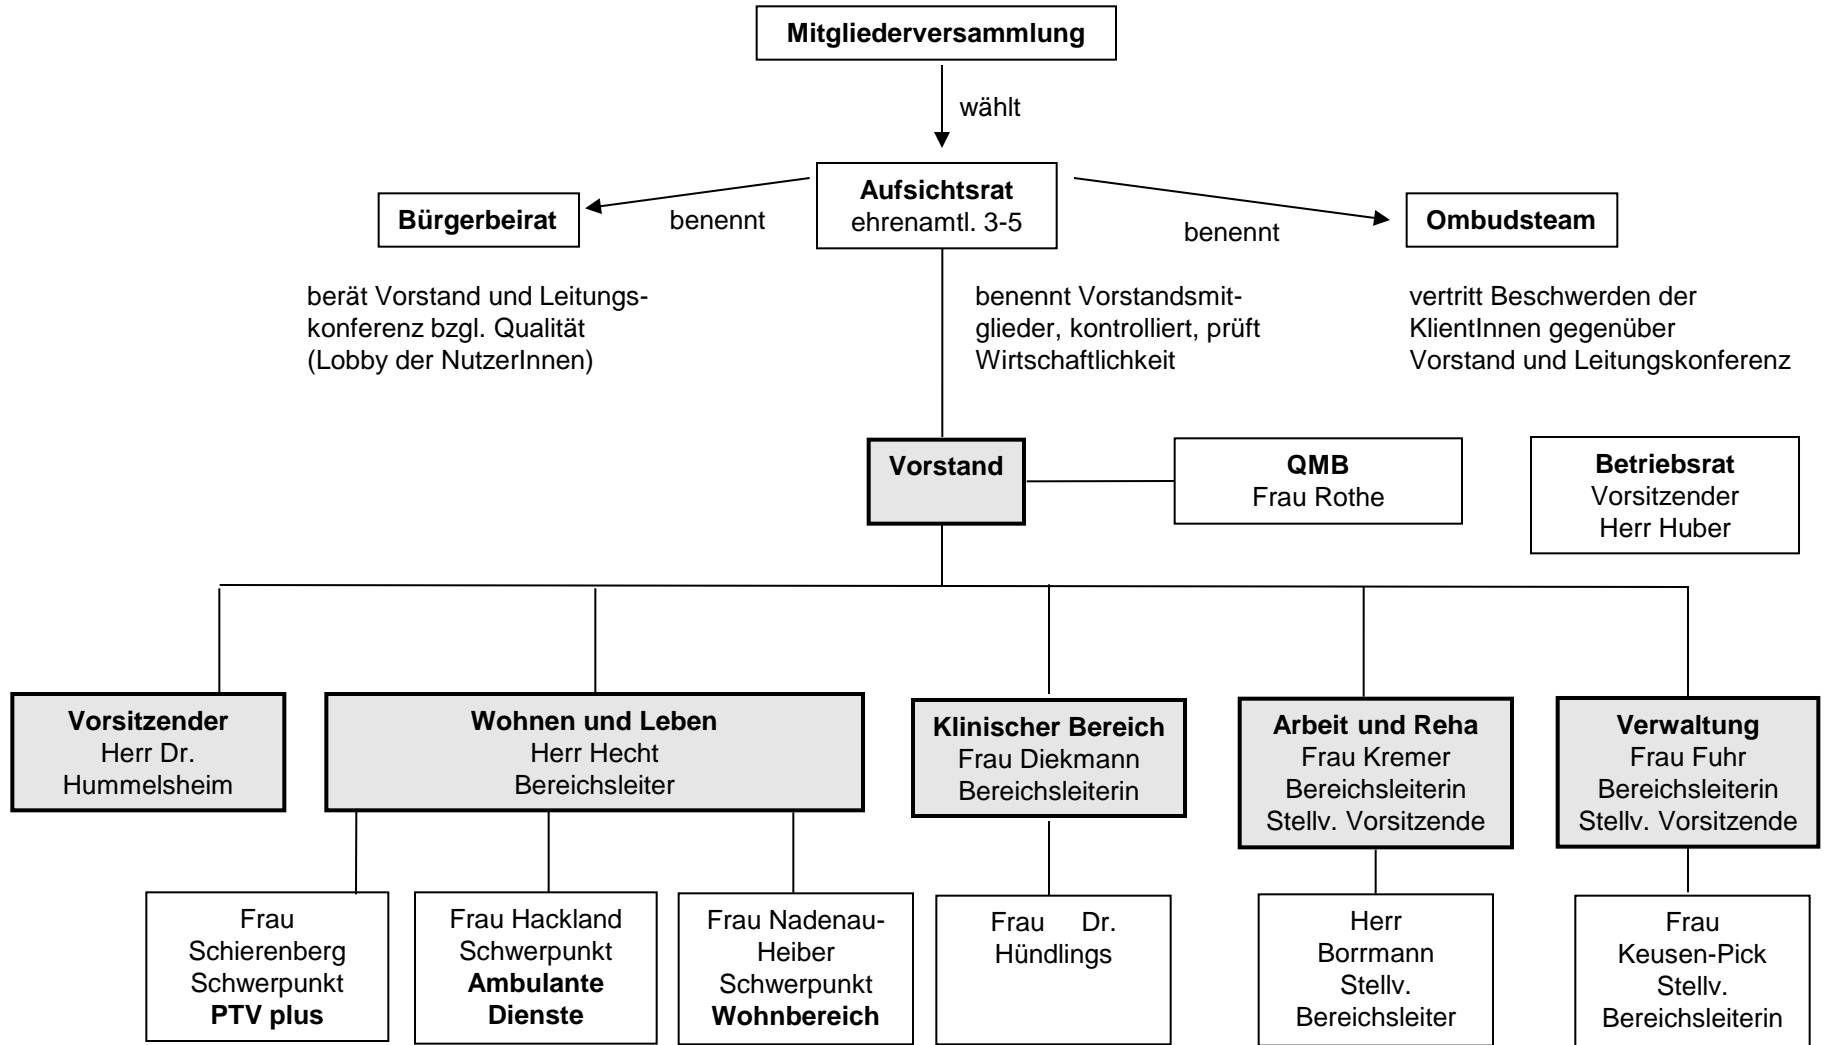 Mitgliederversammlung
wählt
Aufsichtsrat
ehrenamtl. 3-5
Bürgerbeirat
benennt
benennt
Ombudsteam
berät Vorstand und Leitungs-
konferenz bzgl. Qualität
(Lobby der NutzerInnen)
benennt Vorstandsmit-
glieder, kontrolliert, prüft
Wirtschaftlichkeit
vertritt Beschwerden der
KlientInnen gegenüber
Vorstand und Leitungskonferenz
Vorstand
QMB
Frau Rothe
Betriebsrat
Vorsitzender
Herr Huber
Vorsitzender
Herr Dr.
Hummelsheim
Wohnen und Leben
Herr Hecht
Bereichsleiter
Klinischer Bereich
Frau Diekmann
Bereichsleiterin
Arbeit und Reha
Frau Kremer
Bereichsleiterin
Stellv. Vorsitzende
Verwaltung
Frau Fuhr
Bereichsleiterin
Stellv. Vorsitzende
Frau
Schierenberg
Schwerpunkt
PTV plus
Frau Hackland
Schwerpunkt
Ambulante
Dienste
Frau Nadenau-
Heiber
Schwerpunkt
Wohnbereich
Frau Dr.
Hündlings
Herr
Borrmann
Stellv.
Bereichsleiter
Frau
Keusen-Pick
Stellv.
Bereichsleiterin